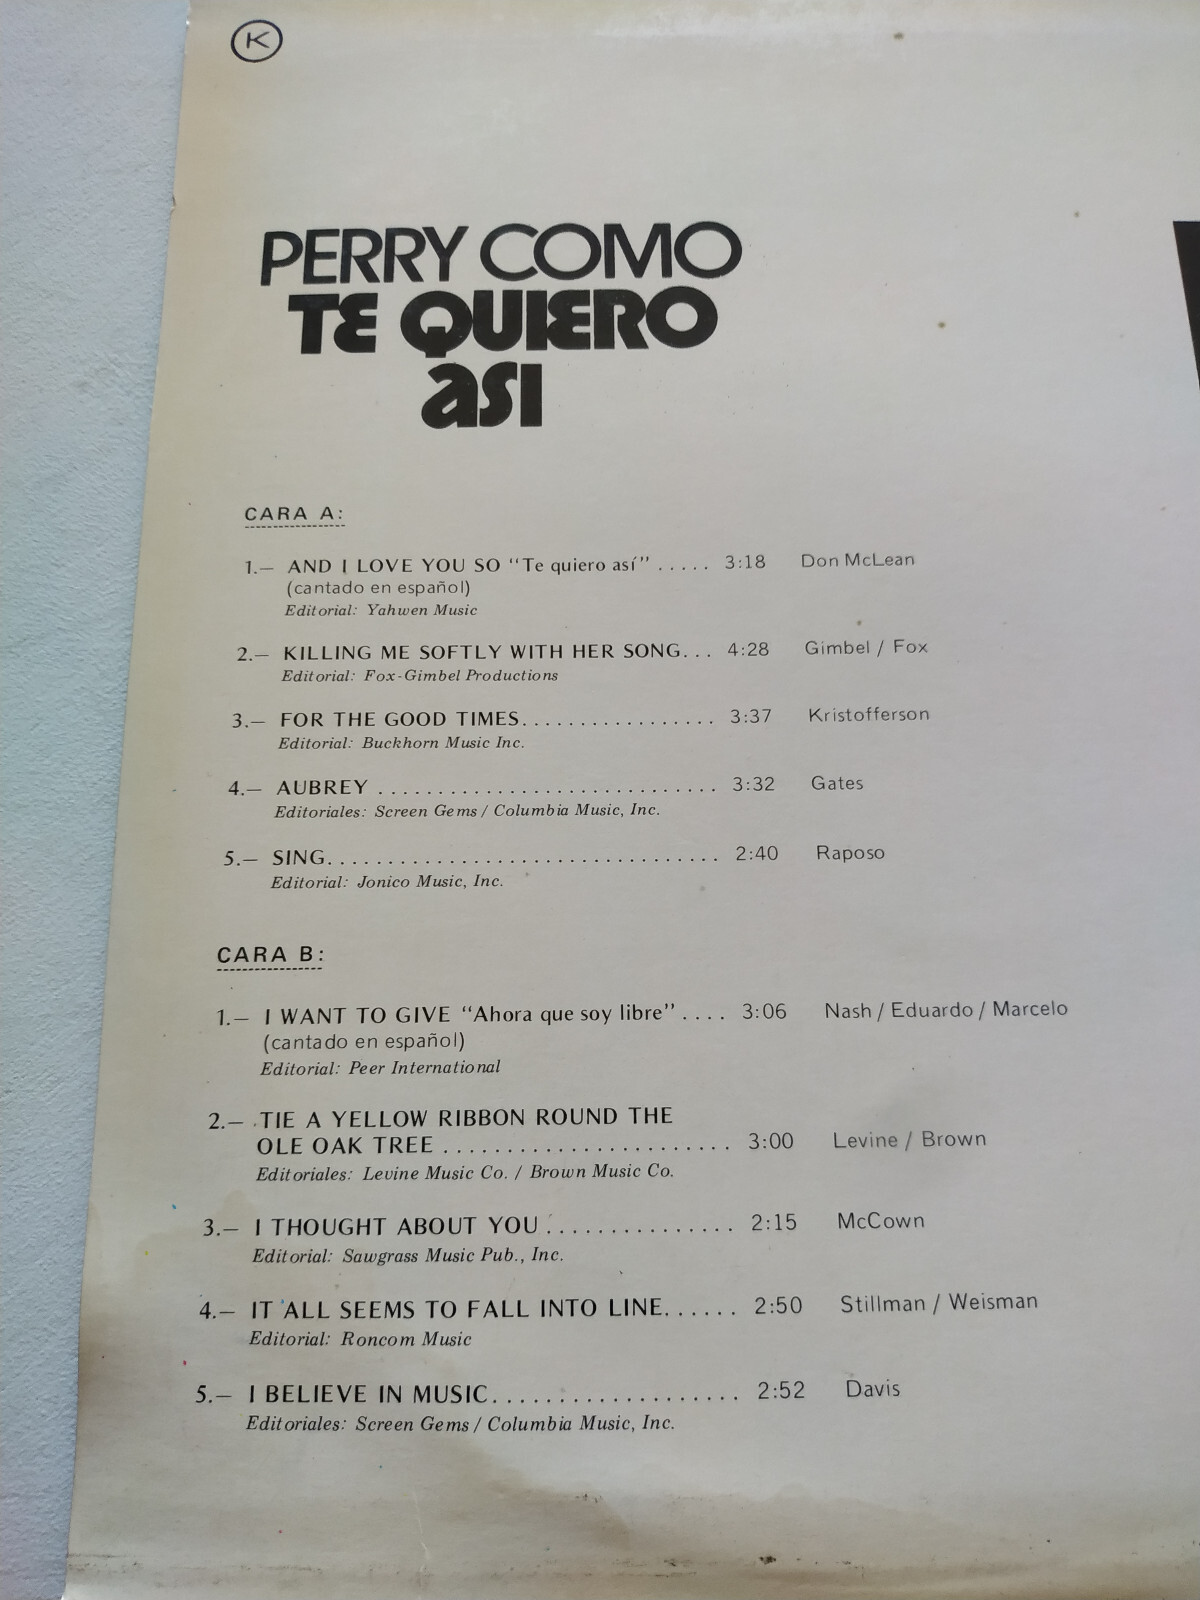 K
PERRY COMO
TE QUIERO
ASI
CARA A:
1.— AND I LOVE YOU SO “Te quiero así” ..... 3:18 Don McLean
(cantado en español)
Editorial: Yahwen Music
2.— KILLING ME SOFTLY WITH HER SONG... 4:28 Gimbel / Fox
Editorial: Fox-Gimbel Productions
3.— FOR THE GOOD TIMES................. 3:37 Kristofferson
Editorial: Buckhorn Music Inc.
4.— AUBREY ............................. 3:32 Gates
Editoriales: Screen Gems / Columbia Music, Inc.
5.— SING................................. 2:40 Raposo
Editorial: Jonico Music, Inc.
CARA B:
1.— I WANT TO GIVE “Ahora que soy libre” .... 3:06 Nash / Eduardo / Marcelo
(cantado en español)
Editorial: Peer International
2.— TIE A YELLOW RIBBON ROUND THE
OLE OAK TREE ......................... 3:00 Levine / Brown
Editoriales: Levine Music Co. / Brown Music Co.
3.— I THOUGHT ABOUT YOU ................ 2:15 McCown
Editorial: Sawgrass Music Pub., Inc.
4.— IT ALL SEEMS TO FALL INTO LINE...... 2:50 Stillman / Weisman
Editorial: Roncom Music
5.— I BELIEVE IN MUSIC.................... 2:52 Davis
Editoriales: Screen Gems / Columbia Music, Inc.